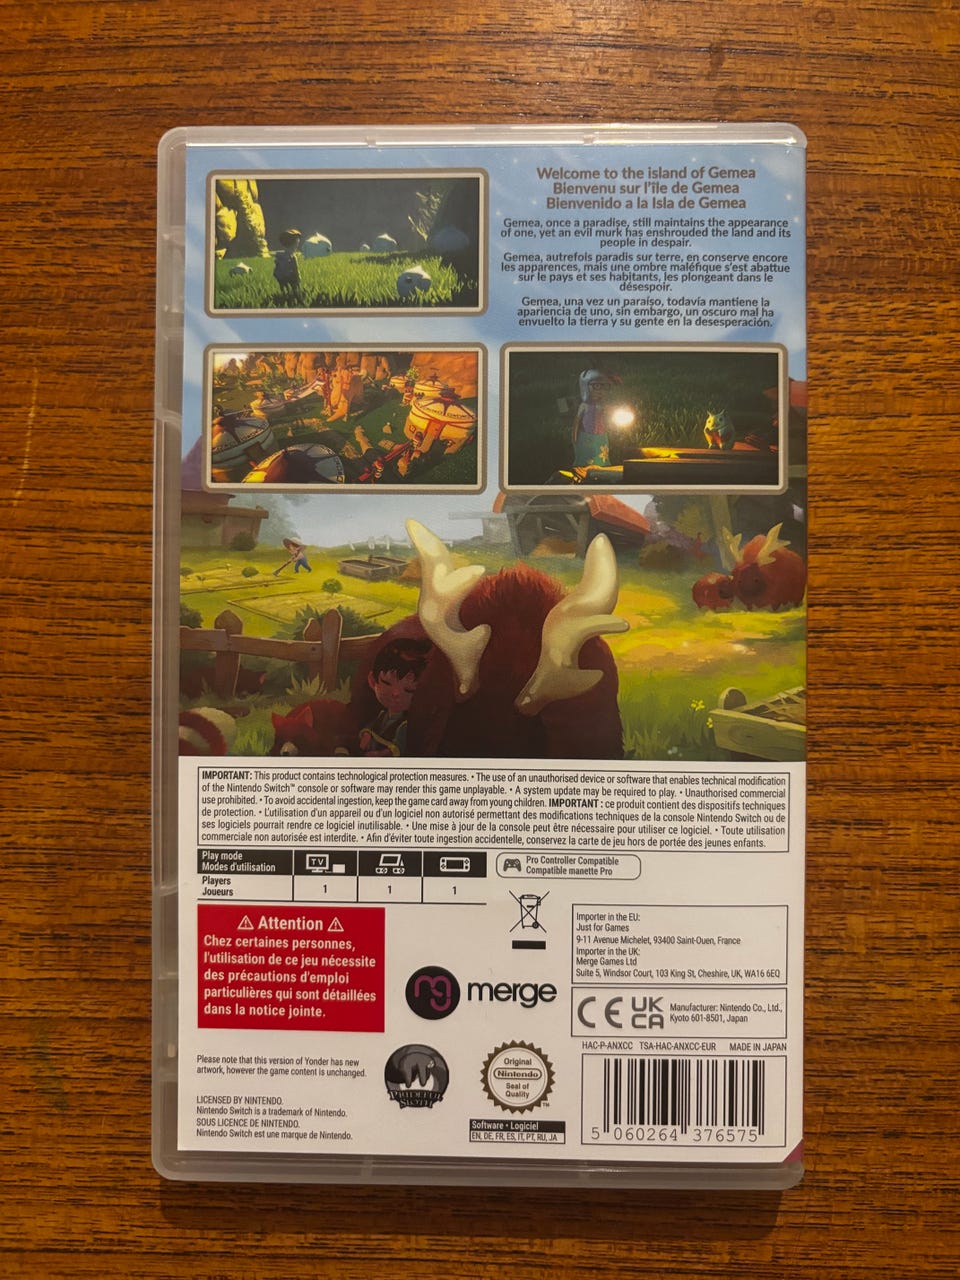 Welcome to the island of Gemea
Bienvenu sur l'île de Gemea
Bienvenido a la Isla de Gemea
Gemea, once a paradise, still maintains the appearance
of one, yet an evil murk has enshrouded the land and its
people in despair.
Gemea, autrefois paradis sur terre, en conserve encore
les apparences, mais une ombre maléfique s'est abattue
sur le pays et ses habitants, les plongeant dans le
désespoir.
Gemea, una vez un paraíso, todavía mantiene la
apariencia de uno, sin embargo, un oscuro mal ha
envuelto la tierra y su gente en la desesperación.
IMPORTANT: This product contains technological protection measures. • The use of an unauthorised device or software that enables technical modification
of the Nintendo Switch™ console or software may render this game unplayable. • A system update may be required to play. • Unauthorised commercial
use prohibited. • To avoid accidental ingestion, keep the game card away from young children. IMPORTANT : ce produit contient des dispositifs techniques
de protection. • L'utilisation d'un appareil ou d'un logiciel non autorisé permettant des modifications techniques de la console Nintendo Switch ou de
ses logiciels pourrait rendre ce logiciel inutilisable. • Une mise à jour de la console peut être nécessaire pour utiliser ce logiciel. • Toute utilisation
commerciale non autorisée est interdite. • Afin d'éviter toute ingestion accidentelle, conservez la carte de jeu hors de portée des jeunes enfants.
Play mode
Modes d'utilisation
TV
Pro Controller Compatible
Compatible manette Pro
Players
Joueurs
1 1 1
Attention
Chez certaines personnes,
l'utilisation de ce jeu nécessite
des précautions d'emploi
particulières qui sont détaillées
dans la notice jointe.
merge
Importer in the EU:
Just for Games
9-11 Avenue Michelet, 93400 Saint-Ouen, France
Importer in the UK:
Merge Games Ltd
Suite 5, Windsor Court, 103 King St, Cheshire, UK, WA16 6EQ
CE UK
CA
Manufacturer: Nintendo Co., Ltd.,
Kyoto 601-8501, Japan
HAC-P-ANXCC TSA-HAC-ANXCC-EUR MADE IN JAPAN
Please note that this version of Yonder has new
artwork, however the game content is unchanged.
LICENSED BY NINTENDO.
Nintendo Switch is a trademark of Nintendo.
SOUS LICENCE DE NINTENDO.
Nintendo Switch est une marque de Nintendo.
PRIDEFUL
SLOTH
Original
Nintendo
Seal of
Quality
TM
Software • Logiciel
EN, DE, FR, ES, IT, PT, RU, JA
5 060264 376575